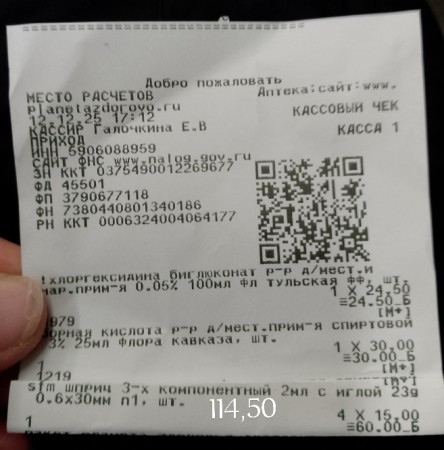 Добро пожаловать
МЕСТО РАСЧЕТОВ Аптека:сайт:www.
planetazdorovo.ru
12.12.25 17:12 КАССОВЫЙ ЧЕК
КАССИР Галочкина Е.В КАССА 1
ПРИХОД
ИНН 5906088959
САЙТ ФНС www.nalog.gov.ru
ЗН ККТ 0375490012269677
ФД 45501
ФП 3790677118
ФН 7380440801340186
РН ККТ 0006324004064177
!хлоргексидина биглюконат р-р д/мест.и
нар.прим-я 0.05% 100мл фл тульская фф, шт.
1 X 24.50
≡24.50_Б
[М+]
979
борная кислота р-р д/мест.прим-я спиртовой
3% 25мл флора кавказа, шт.
1 X 30.00
≡30.00_Б
[М+]
1219
sfm шприц 3-х компонентный 2мл с иглой 23g
0.6x30мм n1, шт.
114,50
1
4 X 15.00
≡60.00_Б